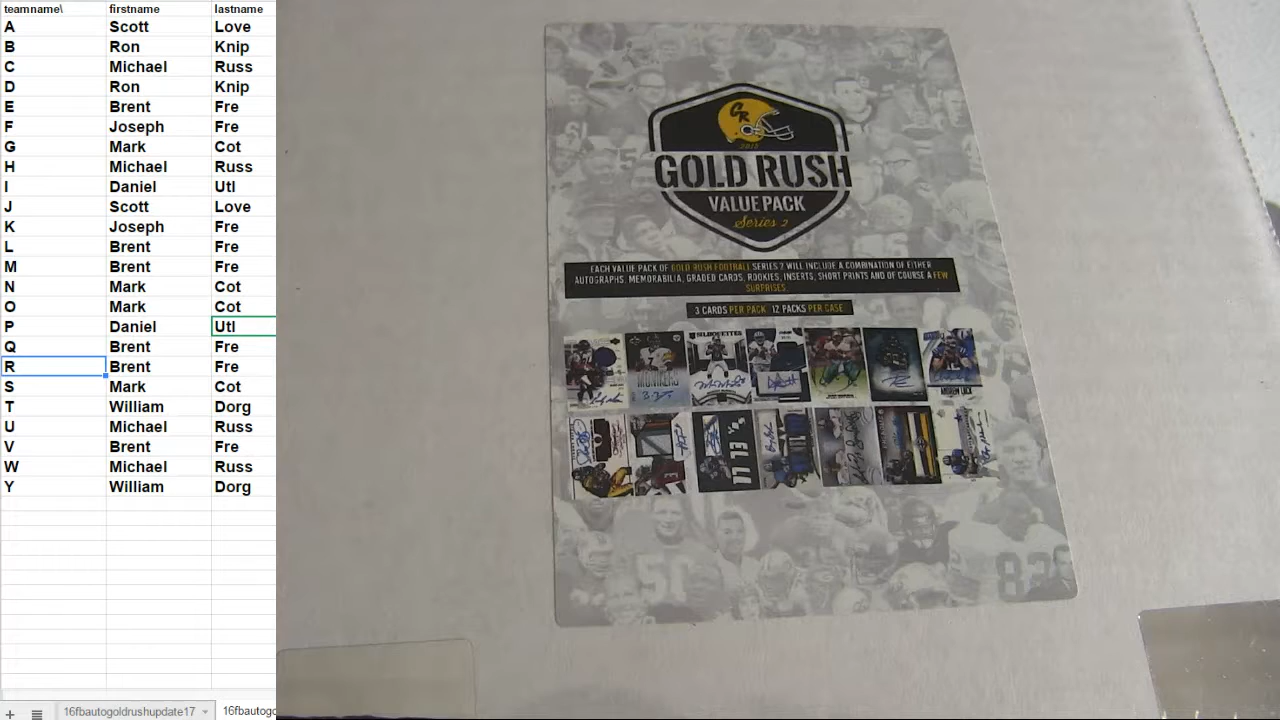 teamname\ firstname lastname
A Scott Love
B Ron Knip
C Michael Russ
D Ron Knip
E Brent Fre
F Joseph Fre
G Mark Cot
H Michael Russ
I Daniel Utl
J Scott Love
K Joseph Fre
L Brent Fre
M Brent Fre
N Mark Cot
O Mark Cot
P Daniel Utl
Q Brent Fre
R Brent Fre
S Mark Cot
T William Dorg
U Michael Russ
V Brent Fre
W Michael Russ
Y William Dorg
16fbautogoldrushupdate17 16fbautogo
GR
GOLD RUSH
VALUE PACK
Series 2
EACH VALUE PACK OF GOLD RUSH FOOTBALL SERIES 2 WILL INCLUDE A COMBINATION OF EITHER
AUTOGRAPHS, MEMORABILIA, GRADED CARDS, ROOKIES, INSERTS, SHORT PRINTS AND OF COURSE A FEW
SURPRISES.
3 CARDS PER PACK 12 PACKS PER CASE
SILHOUETTES
ANDREW LUCK